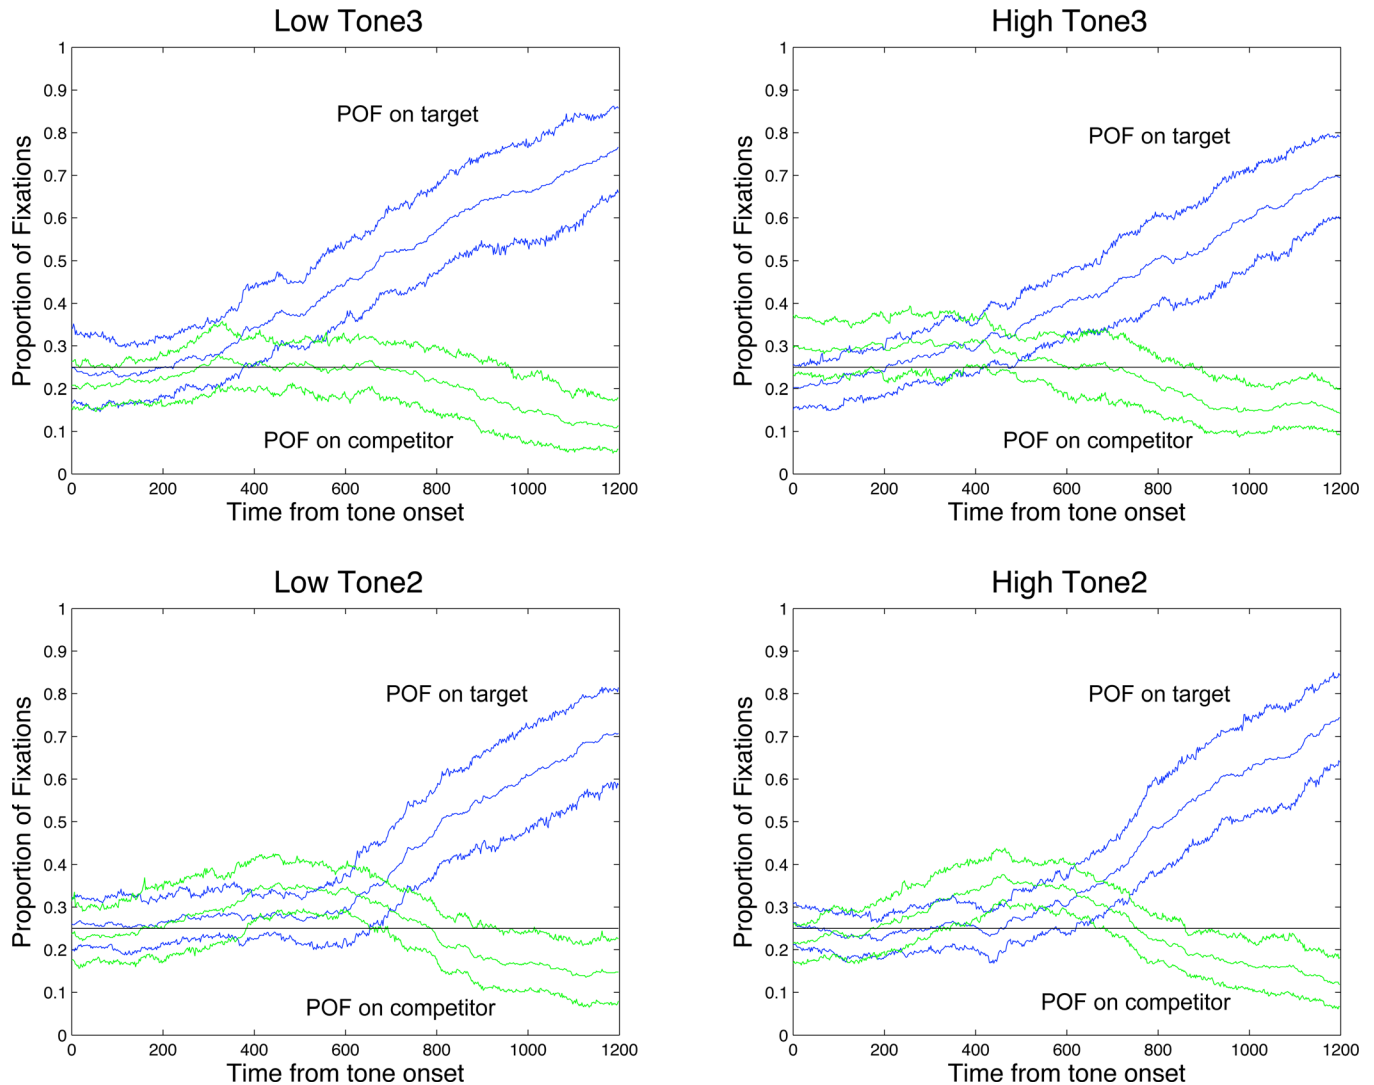 Low Tone3
1
0.9
0.8
0.7
0.6
0.5
0.4
0.3
0.2
0.1
0
Proportion of Fixations
POF on target
POF on competitor
0 200 400 600 800 1000 1200
Time from tone onset
High Tone3
1
0.9
0.8
0.7
0.6
0.5
0.4
0.3
0.2
0.1
0
Proportion of Fixations
POF on target
POF on competitor
0 200 400 600 800 1000 1200
Time from tone onset
Low Tone2
1
0.9
0.8
0.7
0.6
0.5
0.4
0.3
0.2
0.1
0
Proportion of Fixations
POF on target
POF on competitor
0 200 400 600 800 1000 1200
Time from tone onset
High Tone2
1
0.9
0.8
0.7
0.6
0.5
0.4
0.3
0.2
0.1
0
Proportion of Fixations
POF on target
POF on competitor
0 200 400 600 800 1000 1200
Time from tone onset